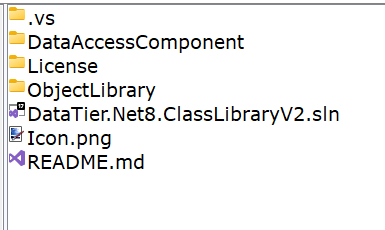 .vs
DataAccessComponent
License
ObjectLibrary
DataTier.Net8.ClassLibraryV2.sln
Icon.png
README.md